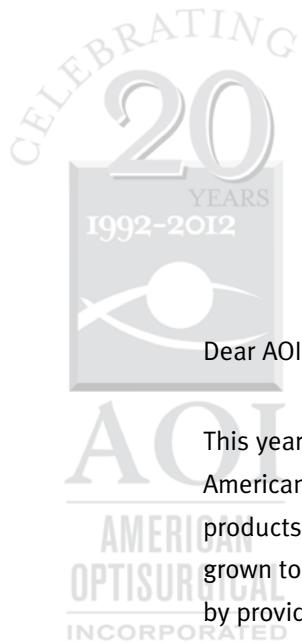 CELEBRATING
20
YEARS
1992-2012
Dear AOI
AOI
This year
American
AMERICAN
products
OPTISURGICAL
grown to
INCORPORATED
by provid